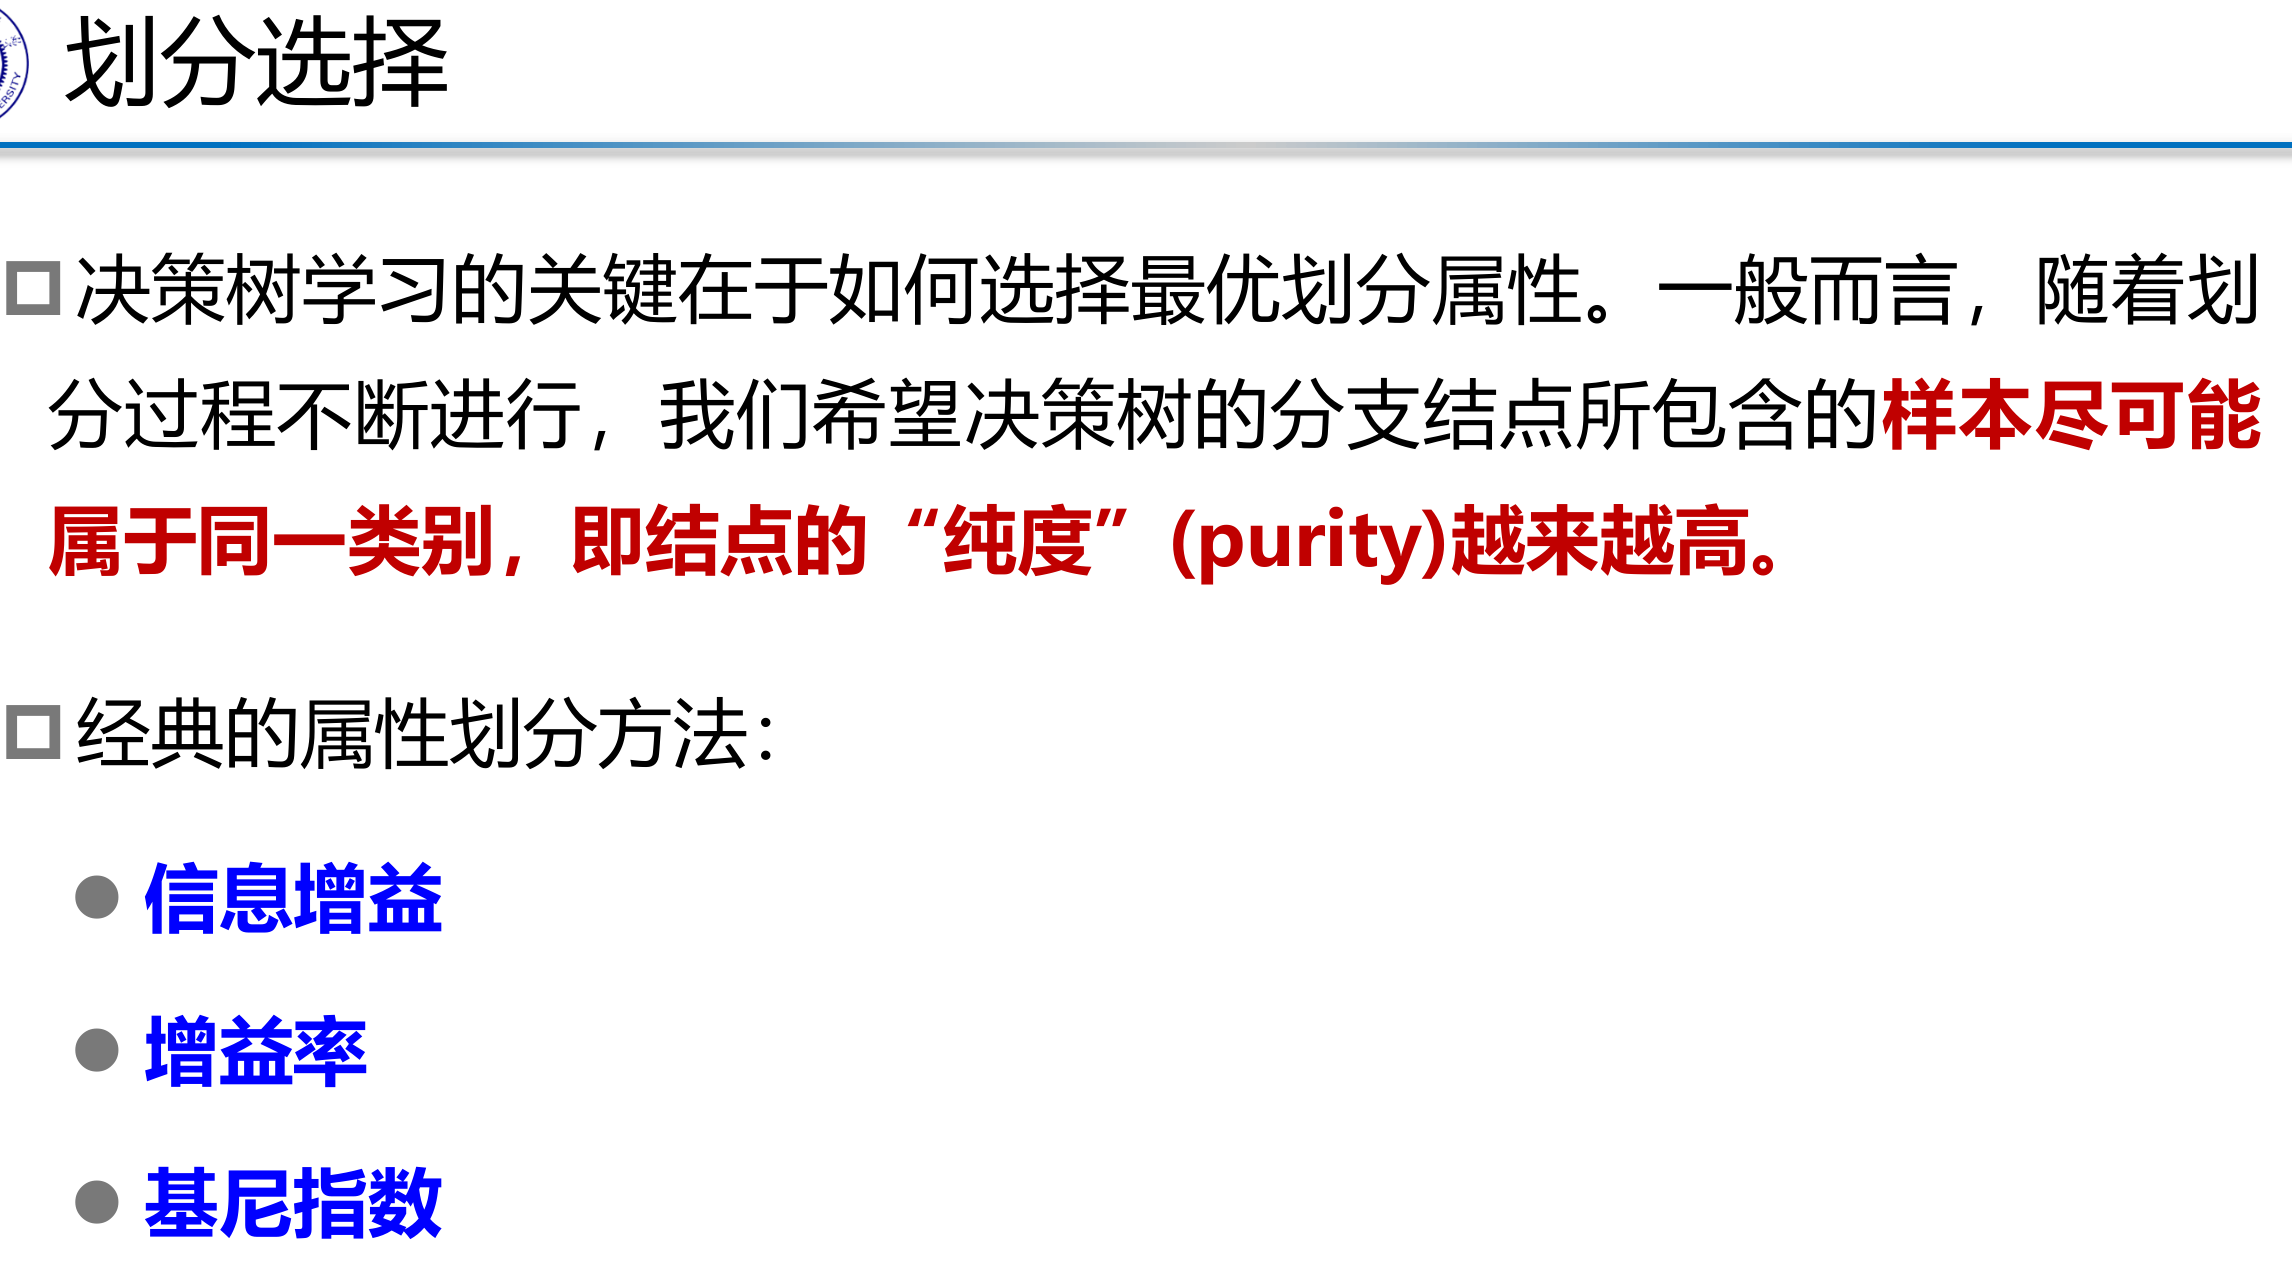 划分选择
决策树学习的关键在于如何选择最优划分属性。一般而言，随着划
分过程不断进行，我们希望决策树的分支结点所包含的样本尽可能
属于同一类别，即结点的“纯度”(purity)越来越高。
经典的属性划分方法：
信息增益
增益率
基尼指数